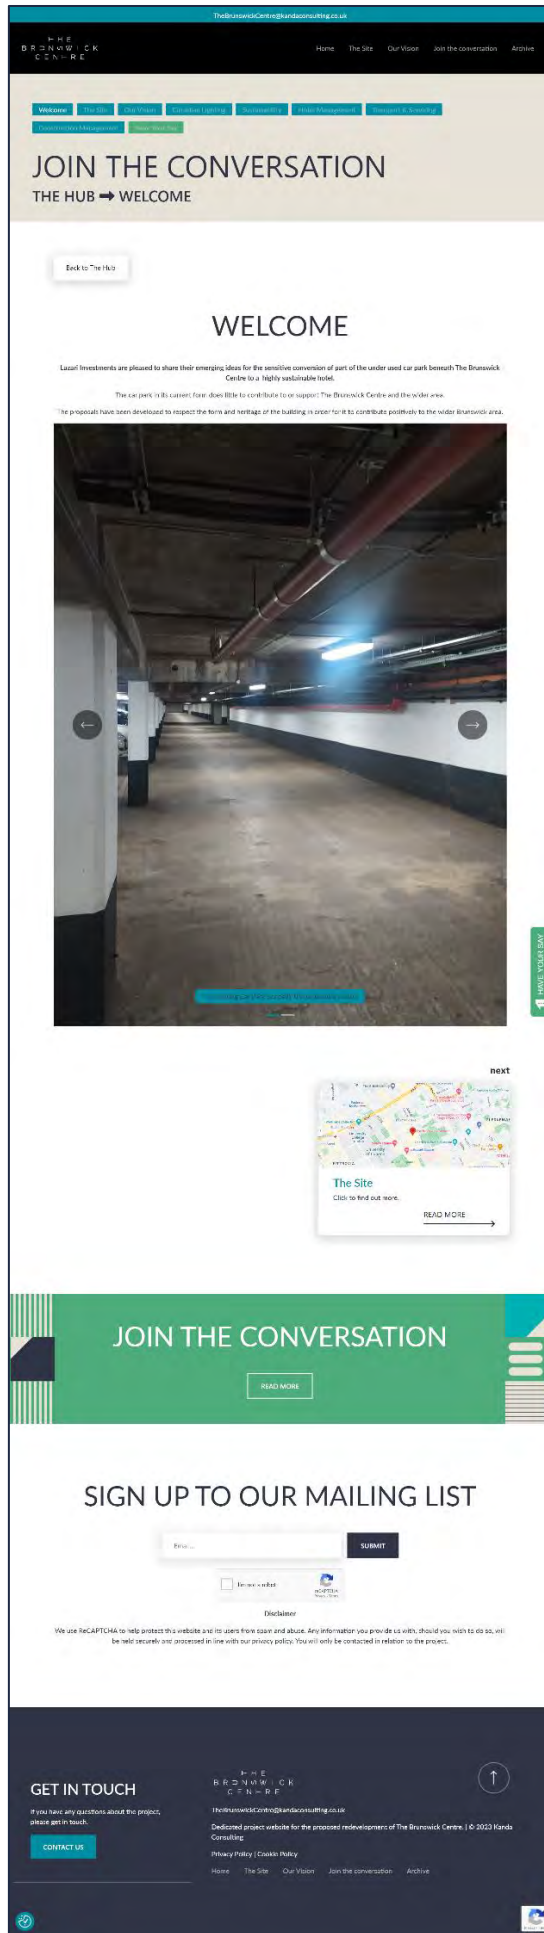 TheBrunswickCentre@kandaconsulting.co.uk
THE
BRUNSWICK
CENTRE
Home The Site Our Vision Join the conversation Archive
Welcome The Site Our Vision Circadian Lighting Sustainability Hotel Management Transport & Servicing
Construction Management Have Your Say
JOIN THE CONVERSATION
THE HUB ➡ WELCOME
Back to The Hub
WELCOME
Lazari Investments are pleased to share their emerging ideas for the sensitive conversion of part of the under used car park beneath The Brunswick
Centre to a highly sustainable hotel.
The car park in its current form does little to contribute to or support The Brunswick Centre and the wider area.
The proposals have been developed to respect the form and heritage of the building in order for it to contribute positively to the wider Brunswick area.
← →
HAVE YOUR SAY
next
The Site
Click to find out more.
READ MORE
JOIN THE CONVERSATION
READ MORE
SIGN UP TO OUR MAILING LIST
Email... SUBMIT
I'm not a robot
reCAPTCHA
Disclaimer
We use ReCAPTCHA to help protect this website and its users from spam and abuse. Any information you provide us with, should you wish to do so, will
be held securely and processed in line with our privacy policy. You will only be contacted in relation to the project.
GET IN TOUCH
If you have any questions about the project,
please get in touch.
CONTACT US
THE
BRUNSWICK
CENTRE
TheBrunswickCentre@kandaconsulting.co.uk
Dedicated project website for the proposed redevelopment of The Brunswick Centre. | © 2023 Kanda
Consulting
Privacy Policy | Cookie Policy
Home The Site Our Vision Join the conversation Archive